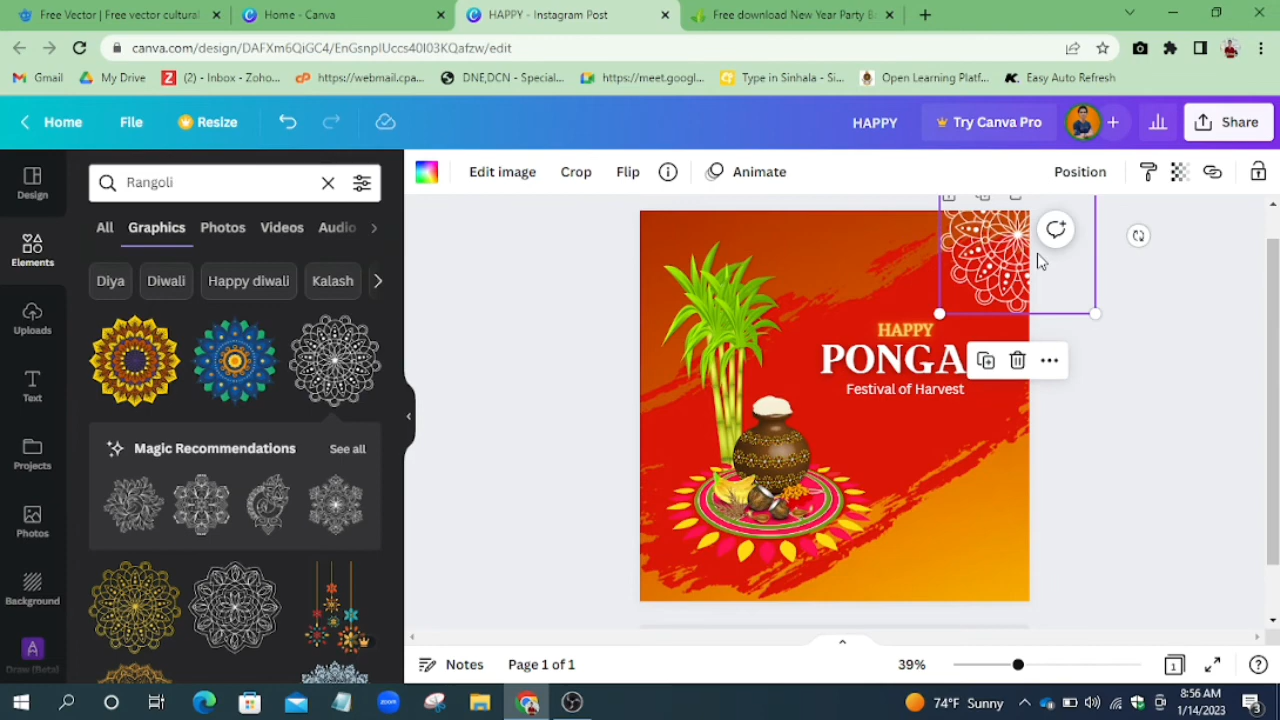 Free Vector | Free vector cultural
Home - Canva
HAPPY - Instagram Post
Free download New Year Party B
canva.com/design/DAFXm6QiGC4/EnGsnpIUccs40I03KQafzw/edit
Gmail
My Drive
(2) - Inbox - Zoho...
https://webmail.cpa...
DNE,DCN - Special...
https://meet.googl...
Type in Sinhala - Si...
Open Learning Platf...
Easy Auto Refresh
Home
File
Resize
HAPPY
Try Canva Pro
Share
Design
Elements
Uploads
Text
Projects
Photos
Background
Draw (Beta)
Rangoli
All
Graphics
Photos
Videos
Audio
Diya
Diwali
Happy diwali
Kalash
Magic Recommendations
See all
Edit image
Crop
Flip
Animate
Position
HAPPY
PONGA
Festival of Harvest
Notes
Page 1 of 1
39%
1
74°F Sunny
8:56 AM
1/14/2023
3